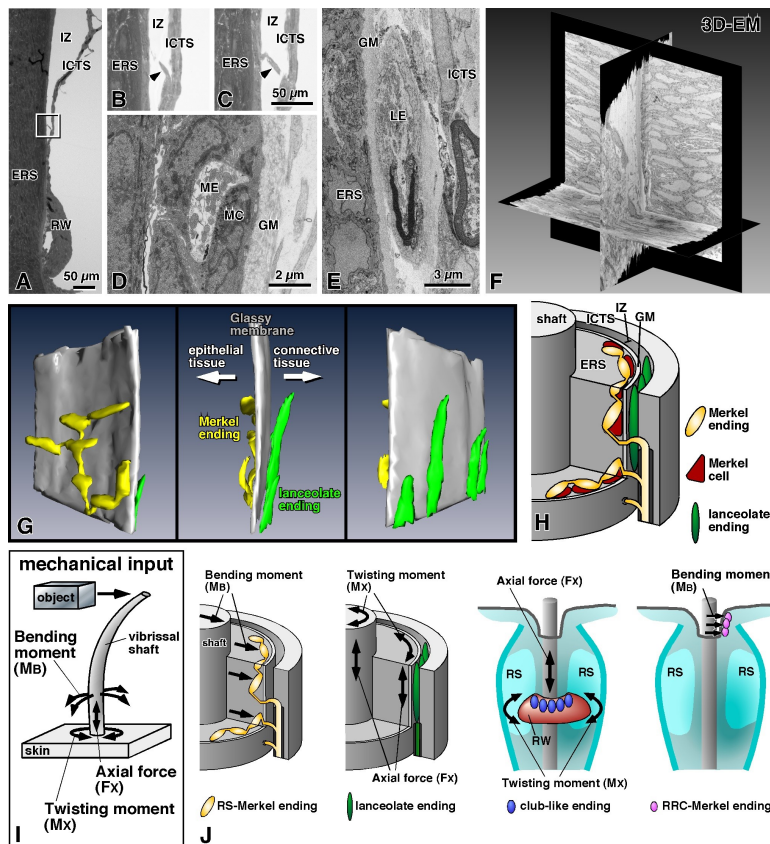 IZ
ICTS
ERS
RW
A
50 µm
IZ
ICTS
ERS
B
IZ
ICTS
ERS
C
50 µm
ME
MC
GM
D
2 µm
GM
ICTS
LE
ERS
E
3 µm
3D-EM
F
Glassy
membrane
epithelial
tissue
connective
tissue
Merkel
ending
lanceolate
ending
G
IZ
ICTS
GM
shaft
ERS
Merkel
ending
Merkel
cell
lanceolate
ending
H
mechanical input
object
Bending
moment
(MB)
vibrissal
shaft
skin
Axial force
(FX)
Twisting moment
(MX)
I
Bending moment
(MB)
shaft
RS-Merkel ending
J
Twisting moment
(MX)
Axial force (FX)
lanceolate ending
Axial force (FX)
RS
RS
RW
Twisting moment (MX)
club-like ending
Bending moment
(MB)
RS
RS
RRC-Merkel ending